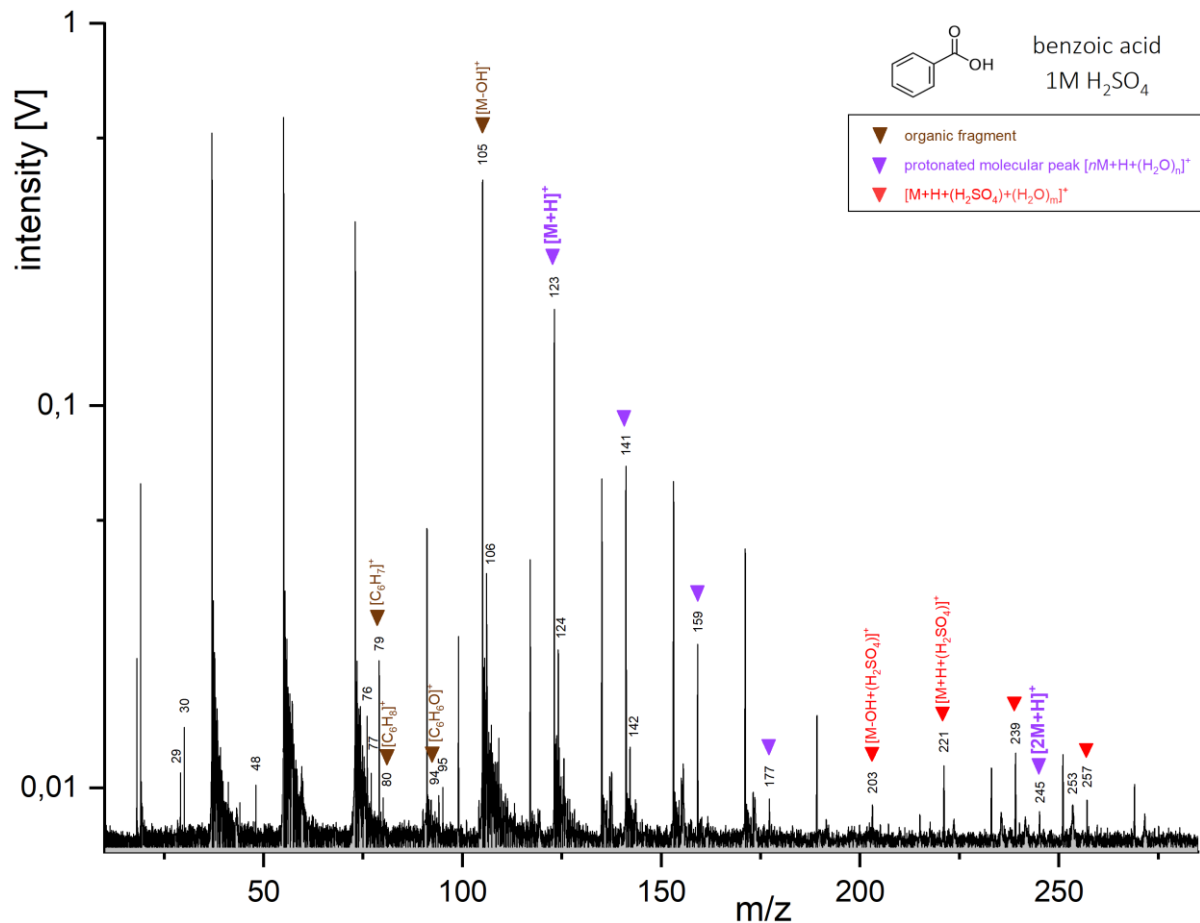 1
0,1
0,01
intensity [V]
50
100
150
200
250
m/z
O
OH
benzoic acid
1M H₂SO₄
organic fragment
protonated molecular peak [nM+H+(H₂O)ₙ]⁺
[M+H+(H₂SO₄)+(H₂O)ₘ]⁺
29
30
48
76
77
[C₆H₇]⁺
79
[C₆H₈]⁺
80
[C₆H₆O]⁺
94
95
[M-OH]⁺
105
106
[M+H]⁺
123
124
141
142
159
177
[M-OH+(H₂SO₄)]⁺
203
[M+H+(H₂SO₄)]⁺
221
239
[2M+H]⁺
245
253
257